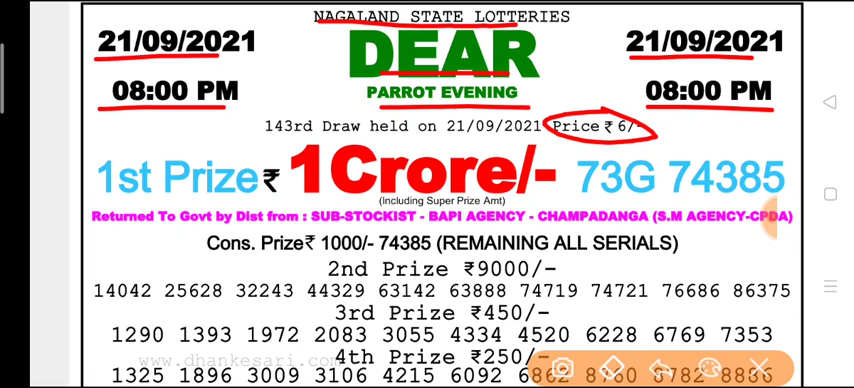 NAGALAND STATE LOTTERIES
21/09/2021 DEAR 21/09/2021
08:00 PM PARROT EVENING 08:00 PM
143rd Draw held on 21/09/2021 Price ₹ 6/-
1st Prize ₹ 1Crore/- 73G 74385
(Including Super Prize Amt)
Returned To Govt by Dist from : SUB-STOCKIST - BAPI AGENCY - CHAMPADANGA (S.M AGENCY-CPDA)
Cons. Prize₹ 1000/- 74385 (REMAINING ALL SERIALS)
2nd Prize ₹9000/-
14042 25628 32243 44329 63142 63888 74719 74721 76686 86375
3rd Prize ₹450/-
1290 1393 1972 2083 3055 4334 4520 6228 6769 7353
www.dhankesari.com
4th Prize ₹250/-
1325 1896 3009 3106 4215 6092